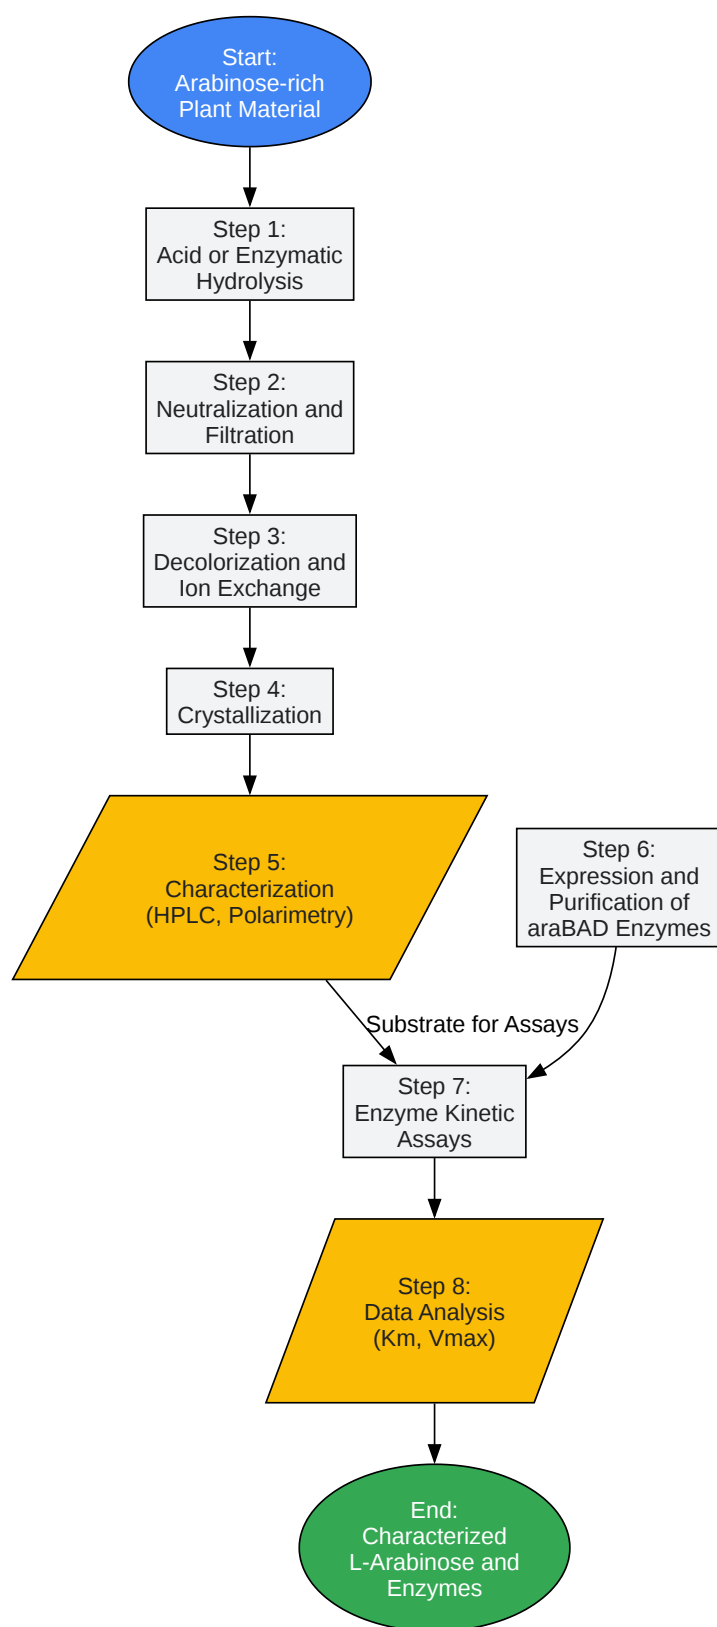 Start:
Arabinose-rich
Plant Material
Step 1:
Acid or Enzymatic
Hydrolysis
Step 2:
Neutralization and
Filtration
Step 3:
Decolorization and
Ion Exchange
Step 4:
Crystallization
Step 5:
Characterization
(HPLC, Polarimetry)
Step 6:
Expression and
Purification of
araBAD Enzymes
Substrate for Assays
Step 7:
Enzyme Kinetic
Assays
Step 8:
Data Analysis
(Km, Vmax)
End:
Characterized
L-Arabinose and
Enzymes